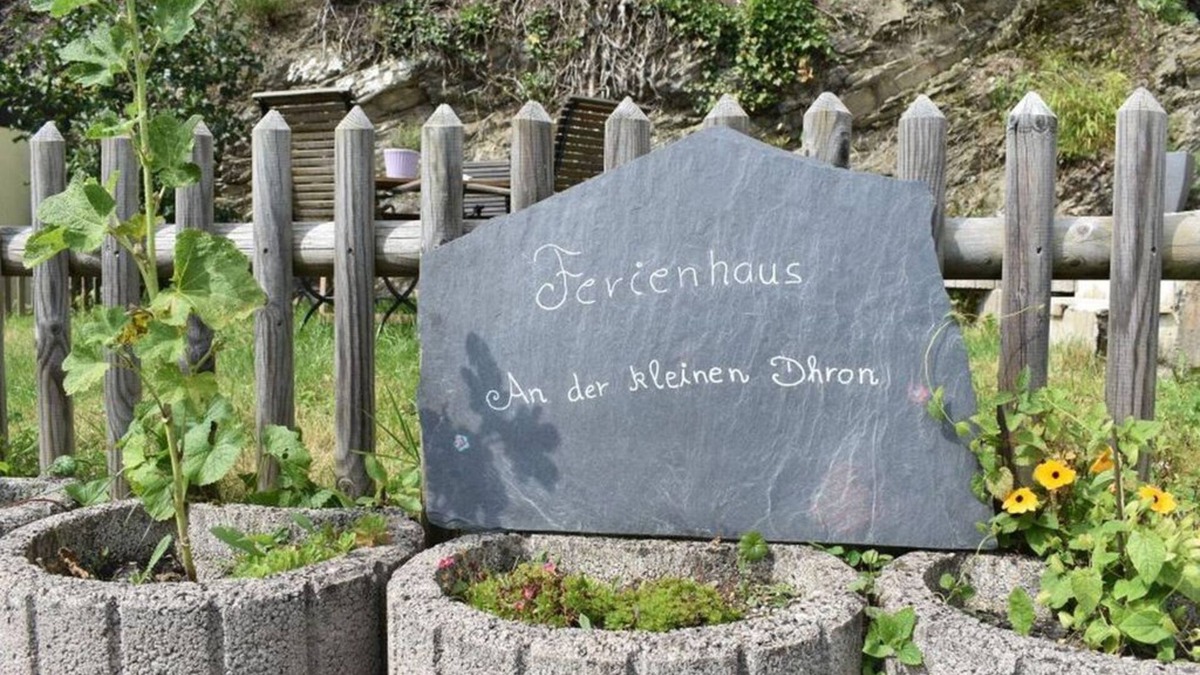 Ferienhaus
An der kleinen Dhron